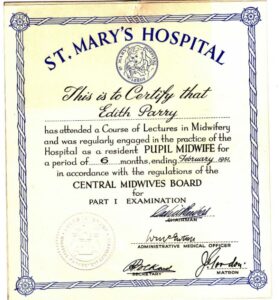 ST. MARY'S HOSPITAL
This is to Certify that
Edith Parry
has attended a Course of Lectures in Midwifery
and was regularly engaged in the practice of the
Hospital as a resident PUPIL MIDWIFE for
a period of 6 months, ending February 1951,
in accordance with the regulations of the
CENTRAL MIDWIVES BOARD
for
PART I EXAMINATION
CHAIRMAN
ADMINISTRATIVE MEDICAL OFFICER
SECRETARY
MATRON